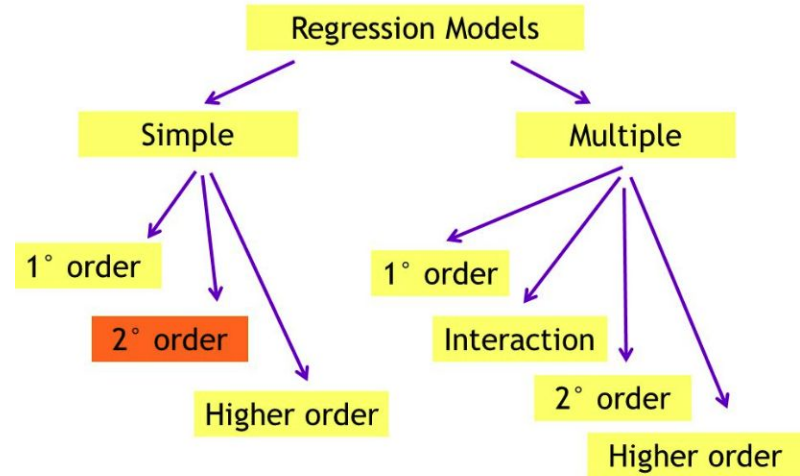 Regression Models
Simple
Multiple
1° order
1° order
2° order
Interaction
2° order
Higher order
Higher order